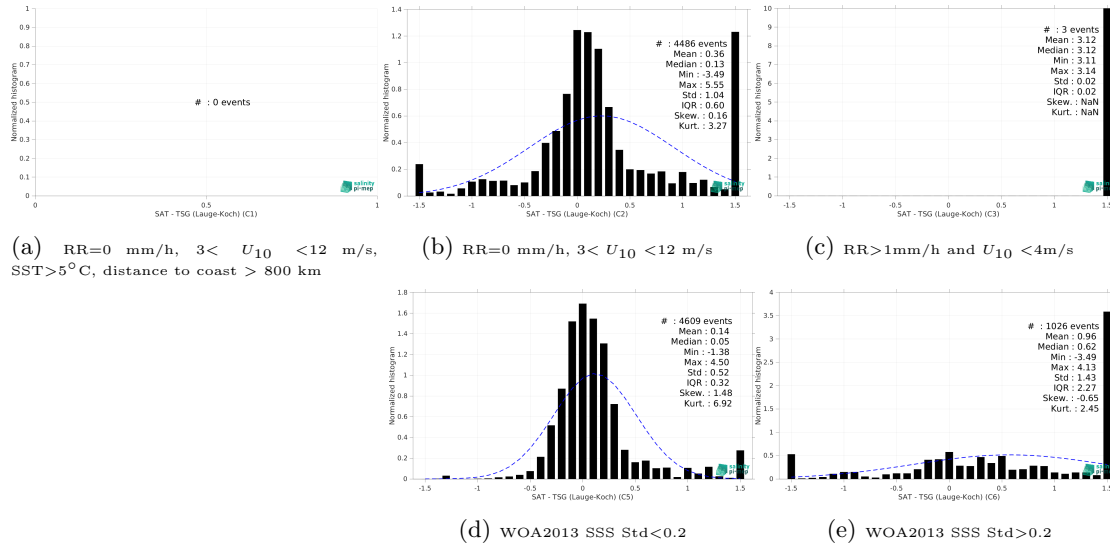 1
0.9
0.8
0.7
0.6
0.5
0.4
0.3
0.2
0.1
0
Normalized histogram
# : 0 events
salinity
pi-mep
0 0.5 1
SAT - TSG (Lauge-Koch) (C1)
(a) RR=0 mm/h, 3< U10 <12 m/s,
SST>5°C, distance to coast > 800 km
1.4
1.2
1
0.8
0.6
0.4
0.2
0
Normalized histogram
# : 4486 events
Mean : 0.36
Median : 0.13
Min : -3.49
Max : 5.55
Std : 1.04
IQR : 0.60
Skew. : 0.16
Kurt. : 3.27
salinity
pi-mep
-1.5 -1 -0.5 0 0.5 1 1.5
SAT - TSG (Lauge-Koch) (C2)
(b) RR=0 mm/h, 3< U10 <12 m/s
10
9
8
7
6
5
4
3
2
1
0
Normalized histogram
# : 3 events
Mean : 3.12
Median : 3.12
Min : 3.11
Max : 3.14
Std : 0.02
IQR : 0.02
Skew. : NaN
Kurt. : NaN
-1.5 -1 -0.5 0 0.5 1 1.5
SAT - TSG (Lauge-Koch) (C3)
(c) RR>1mm/h and U10 <4m/s
1.8
1.6
1.4
1.2
1
0.8
0.6
0.4
0.2
0
Normalized histogram
# : 4609 events
Mean : 0.14
Median : 0.05
Min : -1.38
Max : 4.50
Std : 0.52
IQR : 0.32
Skew. : 1.48
Kurt. : 6.92
salinity
pi-mep
-1.5 -1 -0.5 0 0.5 1 1.5
SAT - TSG (Lauge-Koch) (C5)
(d) WOA2013 SSS Std<0.2
4
3.5
3
2.5
2
1.5
1
0.5
0
Normalized histogram
# : 1026 events
Mean : 0.96
Median : 0.62
Min : -3.49
Max : 4.13
Std : 1.43
IQR : 2.27
Skew. : -0.65
Kurt. : 2.45
-1.5 -1 -0.5 0 0.5 1 1.5
SAT - TSG (Lauge-Koch) (C6)
(e) WOA2013 SSS Std>0.2